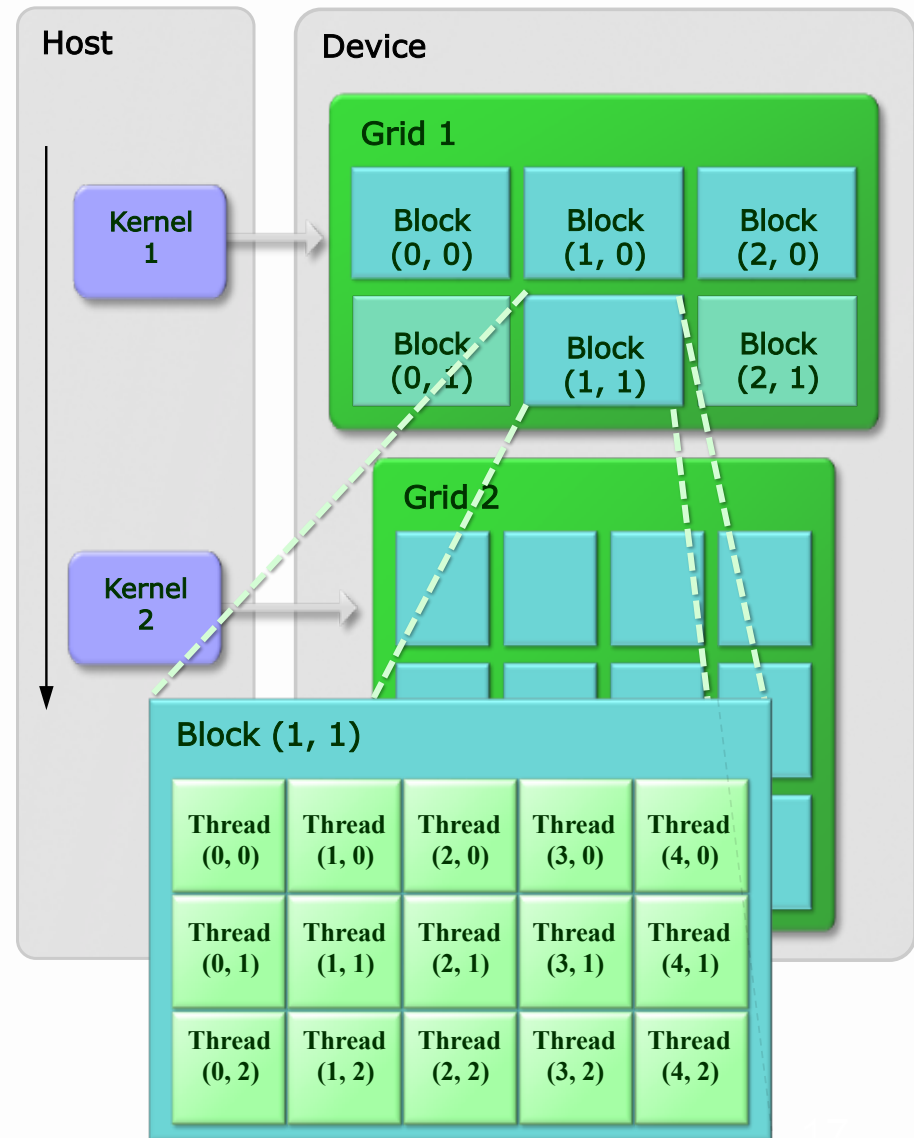 Host
Device
Grid 1
Kernel
1
Block
(0, 0)
Block
(1, 0)
Block
(2, 0)
Block
(0, 1)
Block
(1, 1)
Block
(2, 1)
Grid 2
Kernel
2
Block (1, 1)
Thread
(0, 0)
Thread
(1, 0)
Thread
(2, 0)
Thread
(3, 0)
Thread
(4, 0)
Thread
(0, 1)
Thread
(1, 1)
Thread
(2, 1)
Thread
(3, 1)
Thread
(4, 1)
Thread
(0, 2)
Thread
(1, 2)
Thread
(2, 2)
Thread
(3, 2)
Thread
(4, 2)